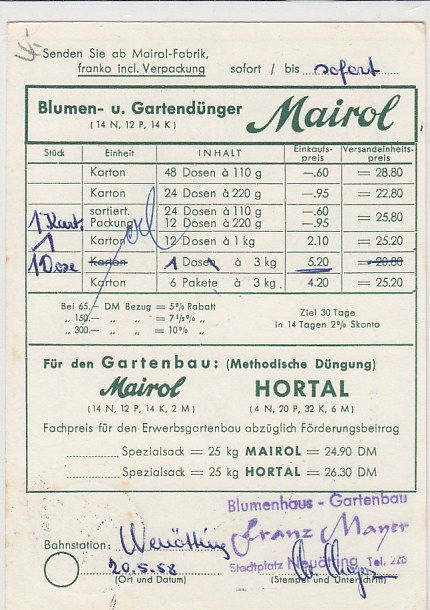 Senden Sie ab Mairol-Fabrik,
franko incl. Verpackung sofort / bis sofort
Blumen- u. Gartendünger Mairol
(14 N, 12 P, 14 K)
Stück Einheit INHALT Einkaufs-preis Versandeinheits-preis
Karton 48 Dosen à 110 g —.60 = 28.80
Karton 24 Dosen à 220 g —.95 = 22.80
1 Kart. sortiert. Packung 24 Dosen à 110 g —.60 = 25.80
12 Dosen à 220 g —.95
1 Karton 12 Dosen à 1 kg 2.10 = 25.20
1 Dose Karton 1 Dosen à 3 kg 5.20 = 20.80
Karton 6 Pakete à 3 kg 4.20 = 25.20
Bei 65.— DM Bezug = 5% Rabatt
„ 150.— „ „ = 7½% „
„ 300.— „ „ = 10% „
Ziel 30 Tage
in 14 Tagen 2% Skonto
Für den Gartenbau: (Methodische Düngung)
Mairol HORTAL
(14 N, 12 P, 14 K, 2 M) (4 N, 20 P, 32 K, 6 M)
Fachpreis für den Erwerbsgartenbau abzüglich Förderungsbeitrag
Spezialsack = 25 kg MAIROL = 24.90 DM
Spezialsack = 25 kg HORTAL = 26.30 DM
Blumenhaus - Gartenbau
Franz Mayer
Stadtplatz Neuötting Tel. 226
Bahnstation: Neuötting
20.5.58
(Ort und Datum) (Stempel und Unterschrift)